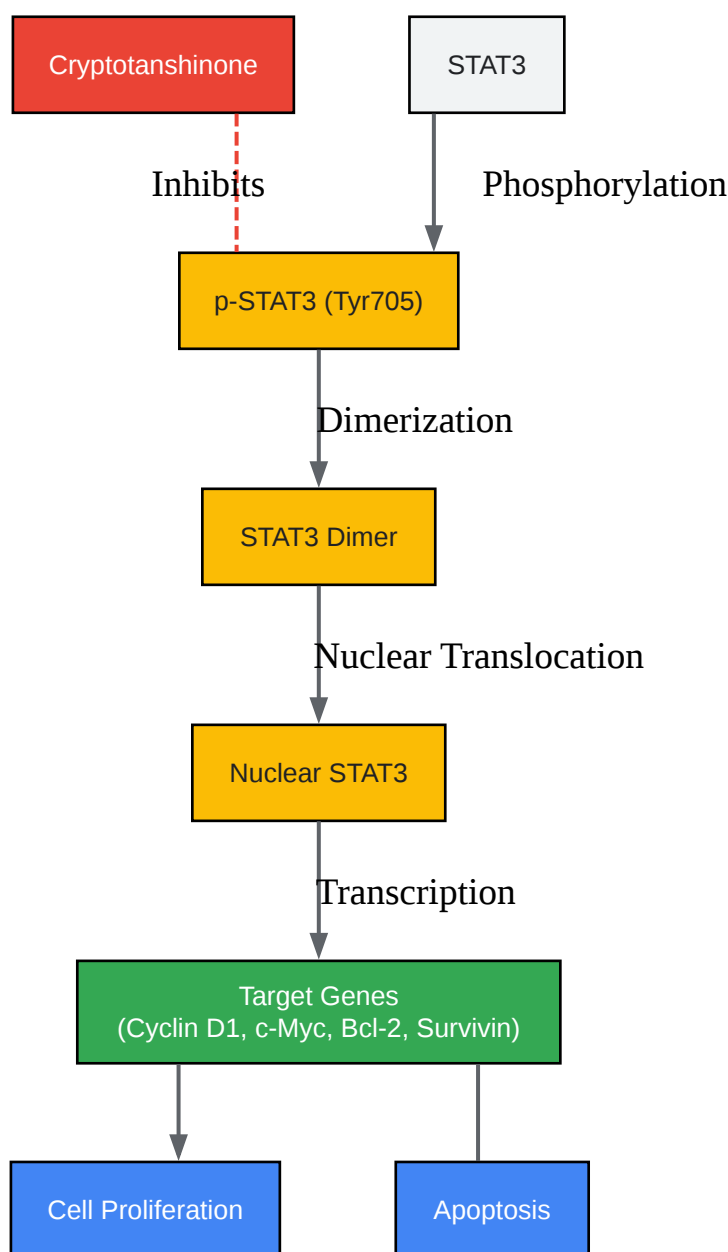 Cryptotanshinone
STAT3
Inhibits
Phosphorylation
p-STAT3 (Tyr705)
Dimerization
STAT3 Dimer
Nuclear Translocation
Nuclear STAT3
Transcription
Target Genes
(Cyclin D1, c-Myc, Bcl-2, Survivin)
Cell Proliferation
Apoptosis